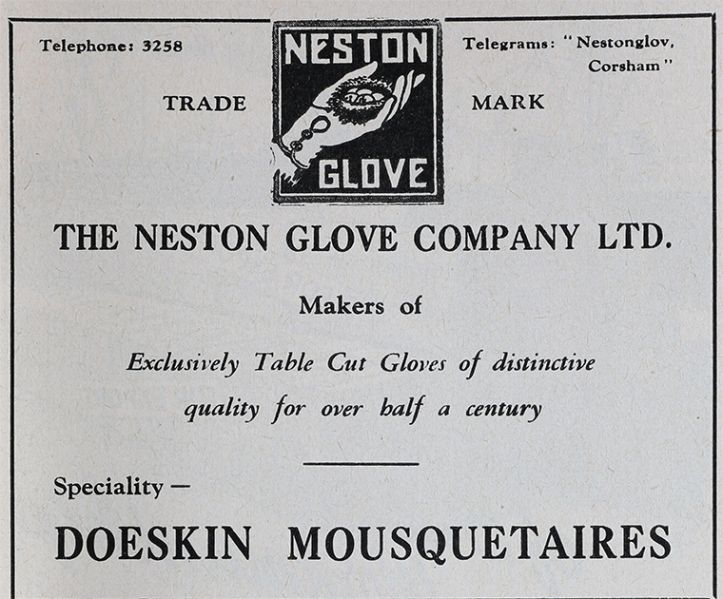 Telephone: 3258
NESTON
Telegrams: "Nestonglov,
Corsham"
TRADE
MARK
GLOVE
THE NESTON GLOVE COMPANY LTD.
Makers of
Exclusively Table Cut Gloves of distinctive
quality for over half a century
Speciality —
DOESKIN MOUSQUETAIRES